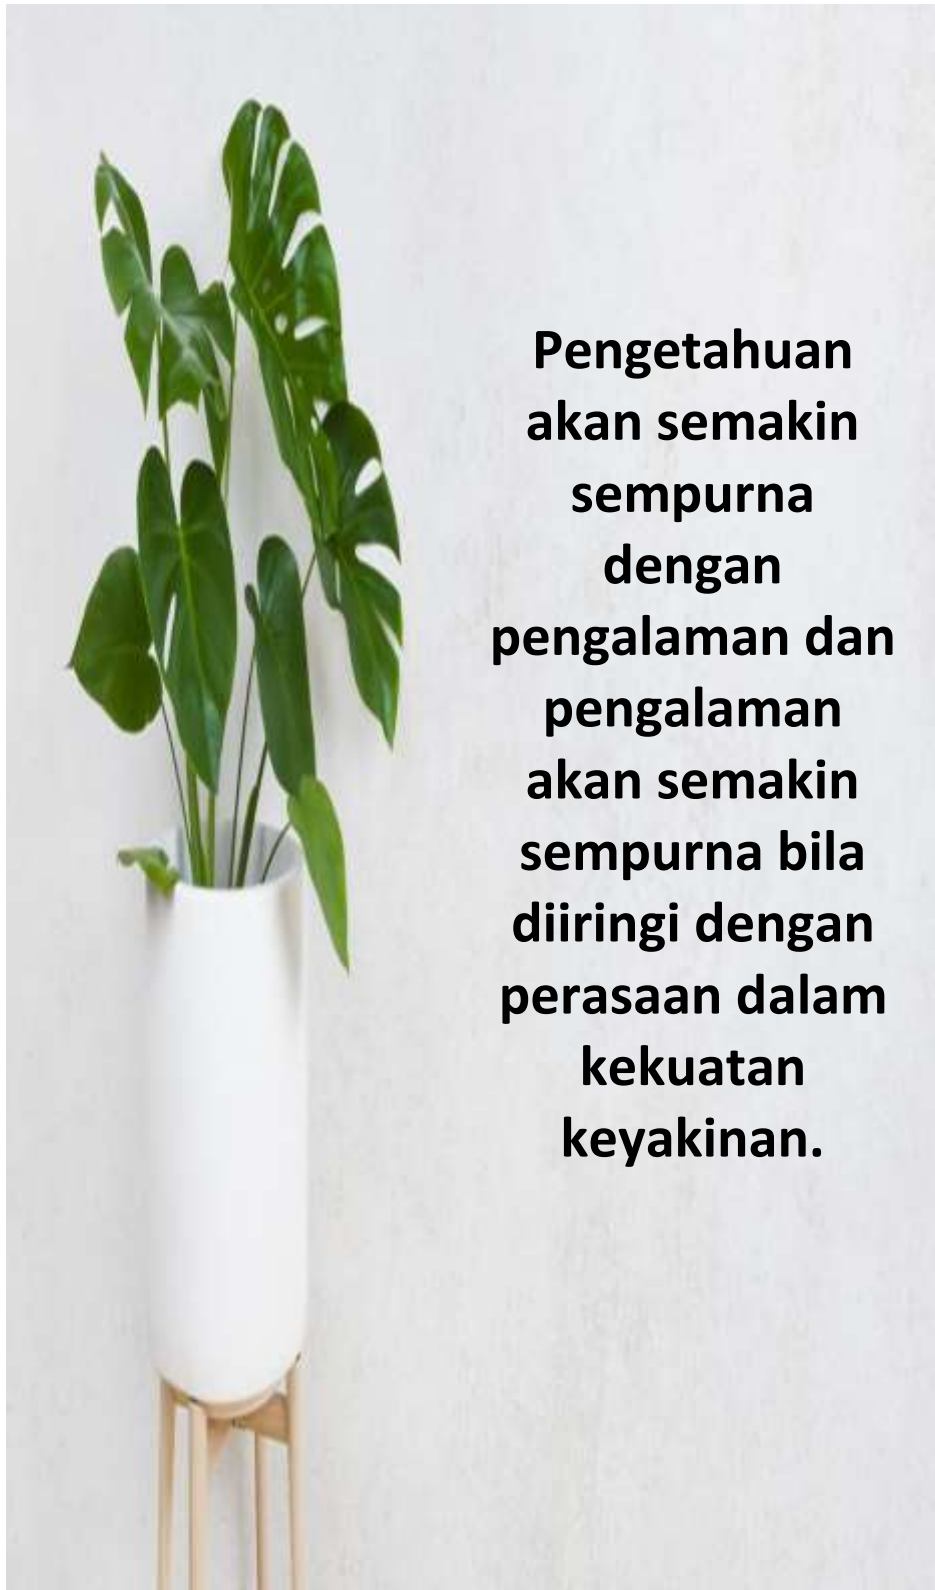 Pengetahuan
akan semakin
sempurna
dengan
pengalaman dan
pengalaman
akan semakin
sempurna bila
diiringi dengan
perasaan dalam
kekuatan
keyakinan.